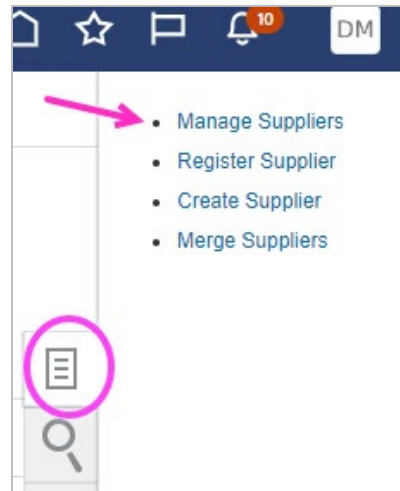 10
DM
Manage Suppliers
Register Supplier
Create Supplier
Merge Suppliers